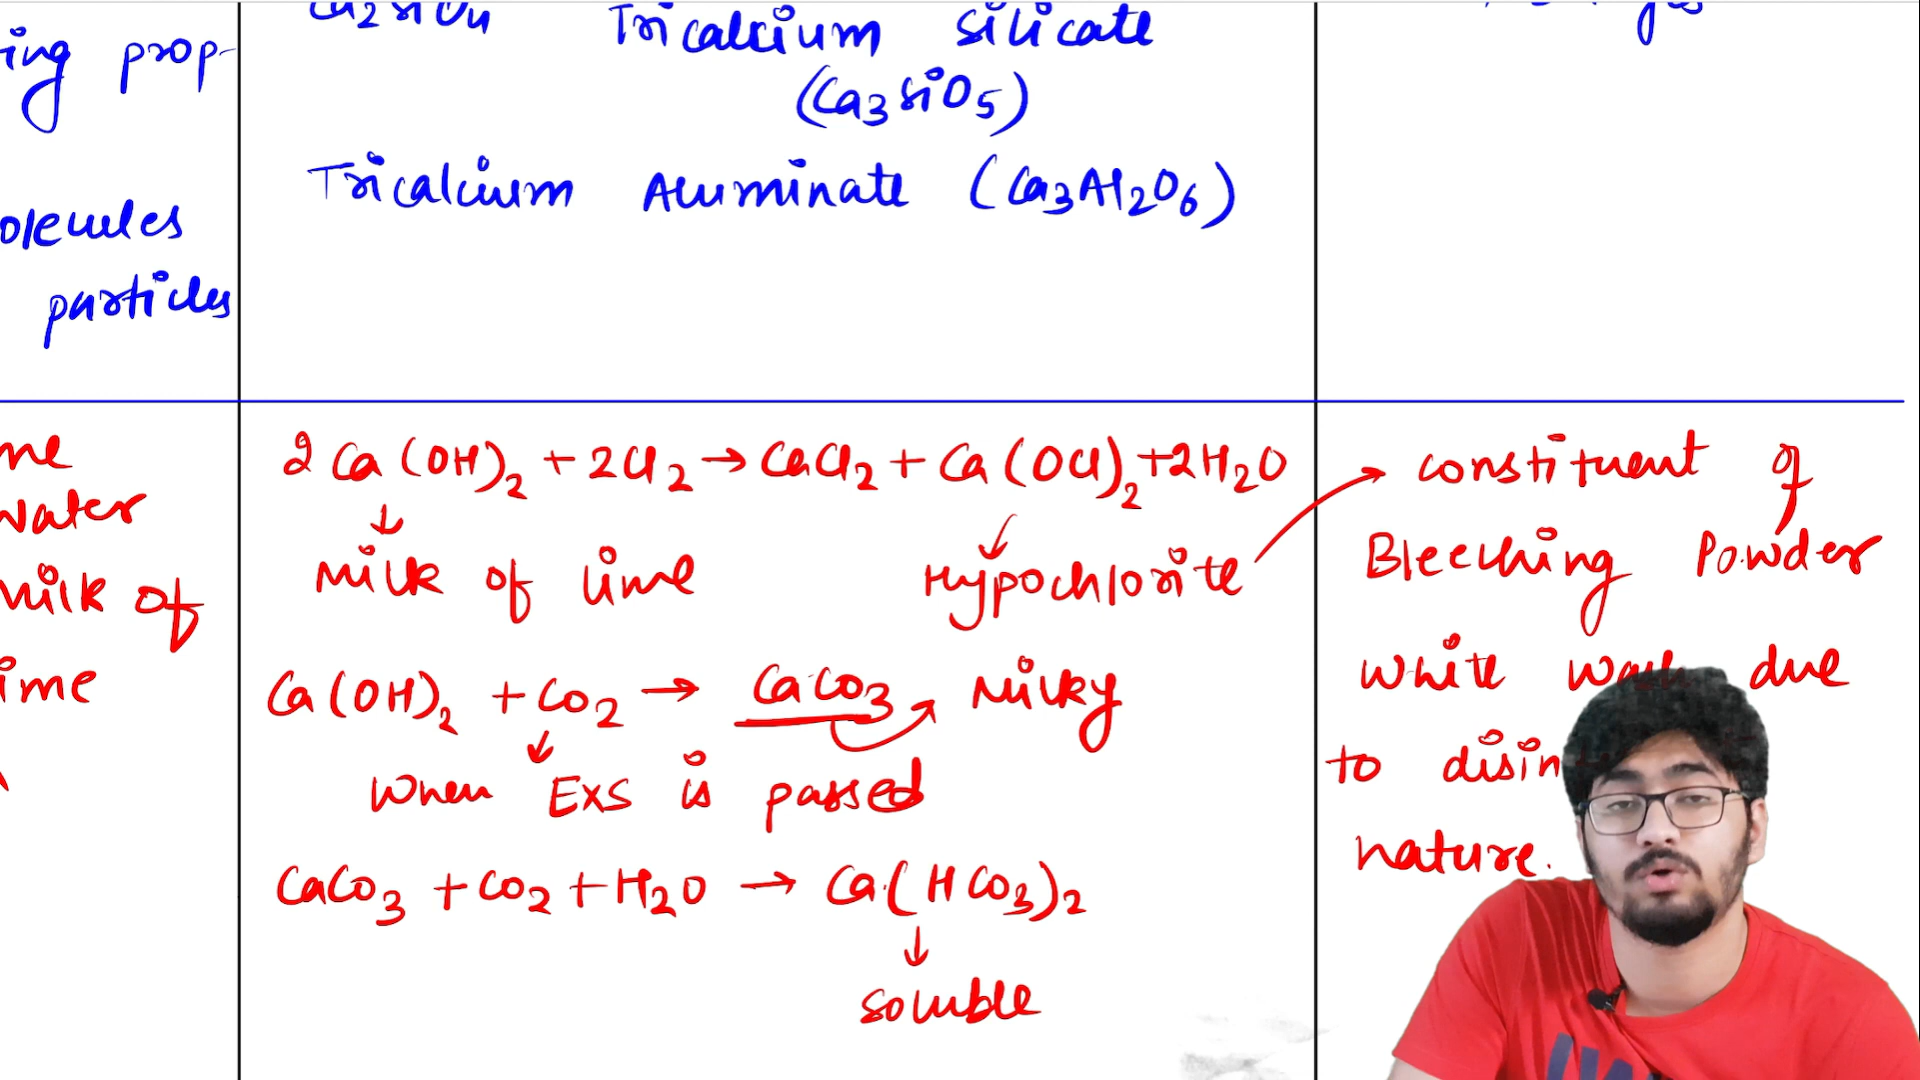 ing prop-
olecules
particles
Ca2SiO4 Tricalcium silicate
(Ca3SiO5)
Tricalcium Aluminate (Ca3Al2O6)
me
Water
milk of
ime
2Ca(OH)2 + 2Cl2 → CaCl2 + Ca(OCl)2 + 2H2O
↓
milk of lime
Hypochlorite
Ca(OH)2 + CO2 → CaCO3 Milky
when EXS is passed
CaCO3 + CO2 + H2O → Ca(HCO3)2
↓
soluble
constituent of
Bleeching Powder
white wash due
to disin
nature.